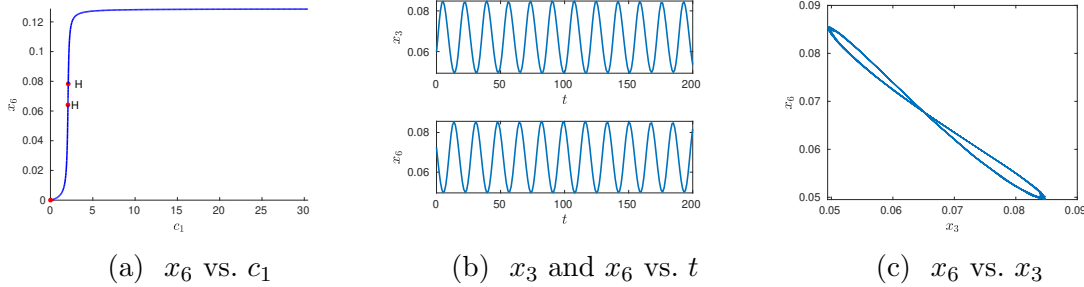 0.12
0.1
0.08
0.06
0.04
0.02
0
x6
H
H
0 5 10 15 20 25 30
c1
0.08
0.06
x3
0 50 100 150 200
t
0.08
0.06
x6
0 50 100 150 200
t
0.09
0.08
0.07
0.06
0.05
x6
0.05 0.06 0.07 0.08 0.09
x3
(a) x6 vs. c1
(b) x3 and x6 vs. t
(c) x6 vs. x3